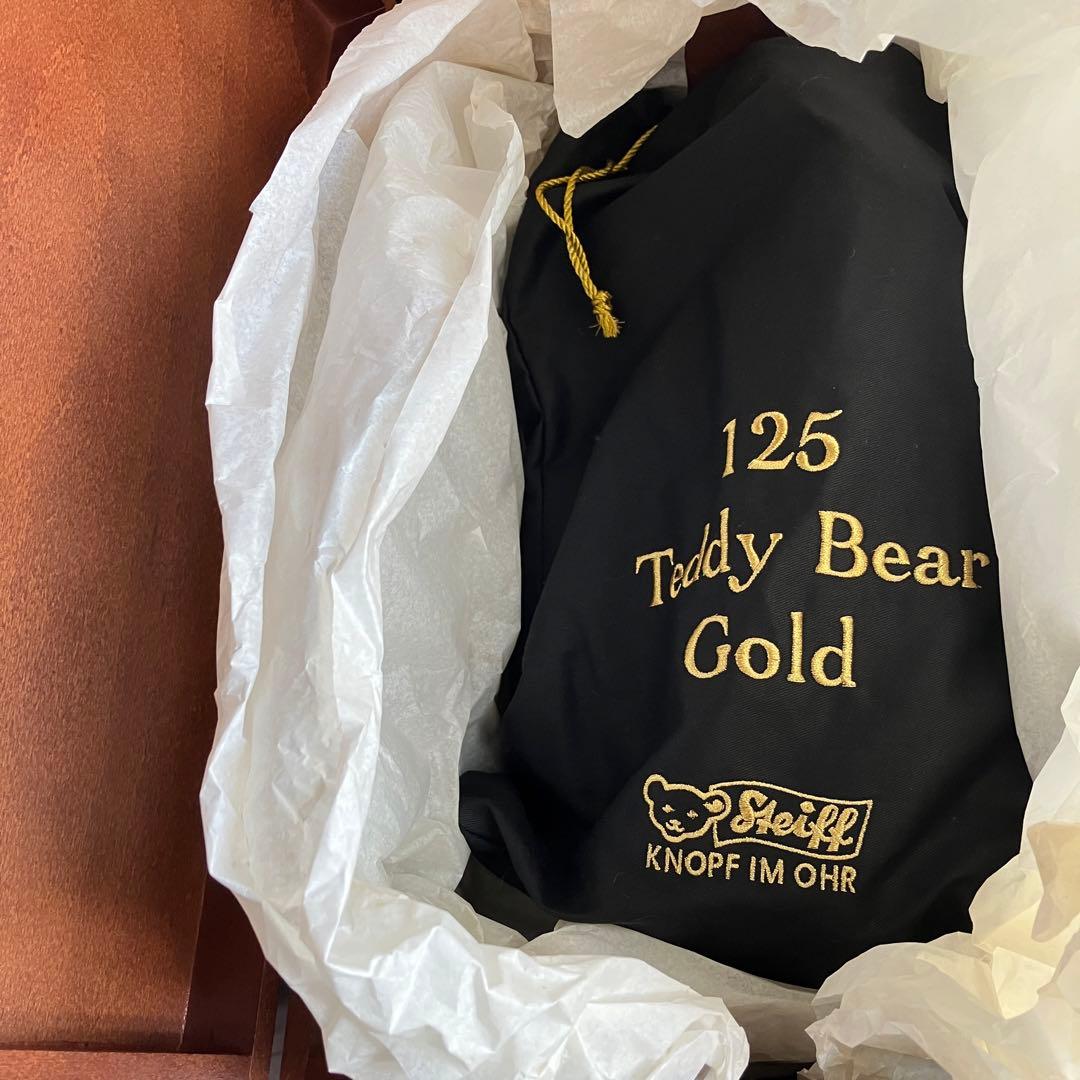 125
Teddy Bear
Gold
Steiff
KNOPF IM OHR